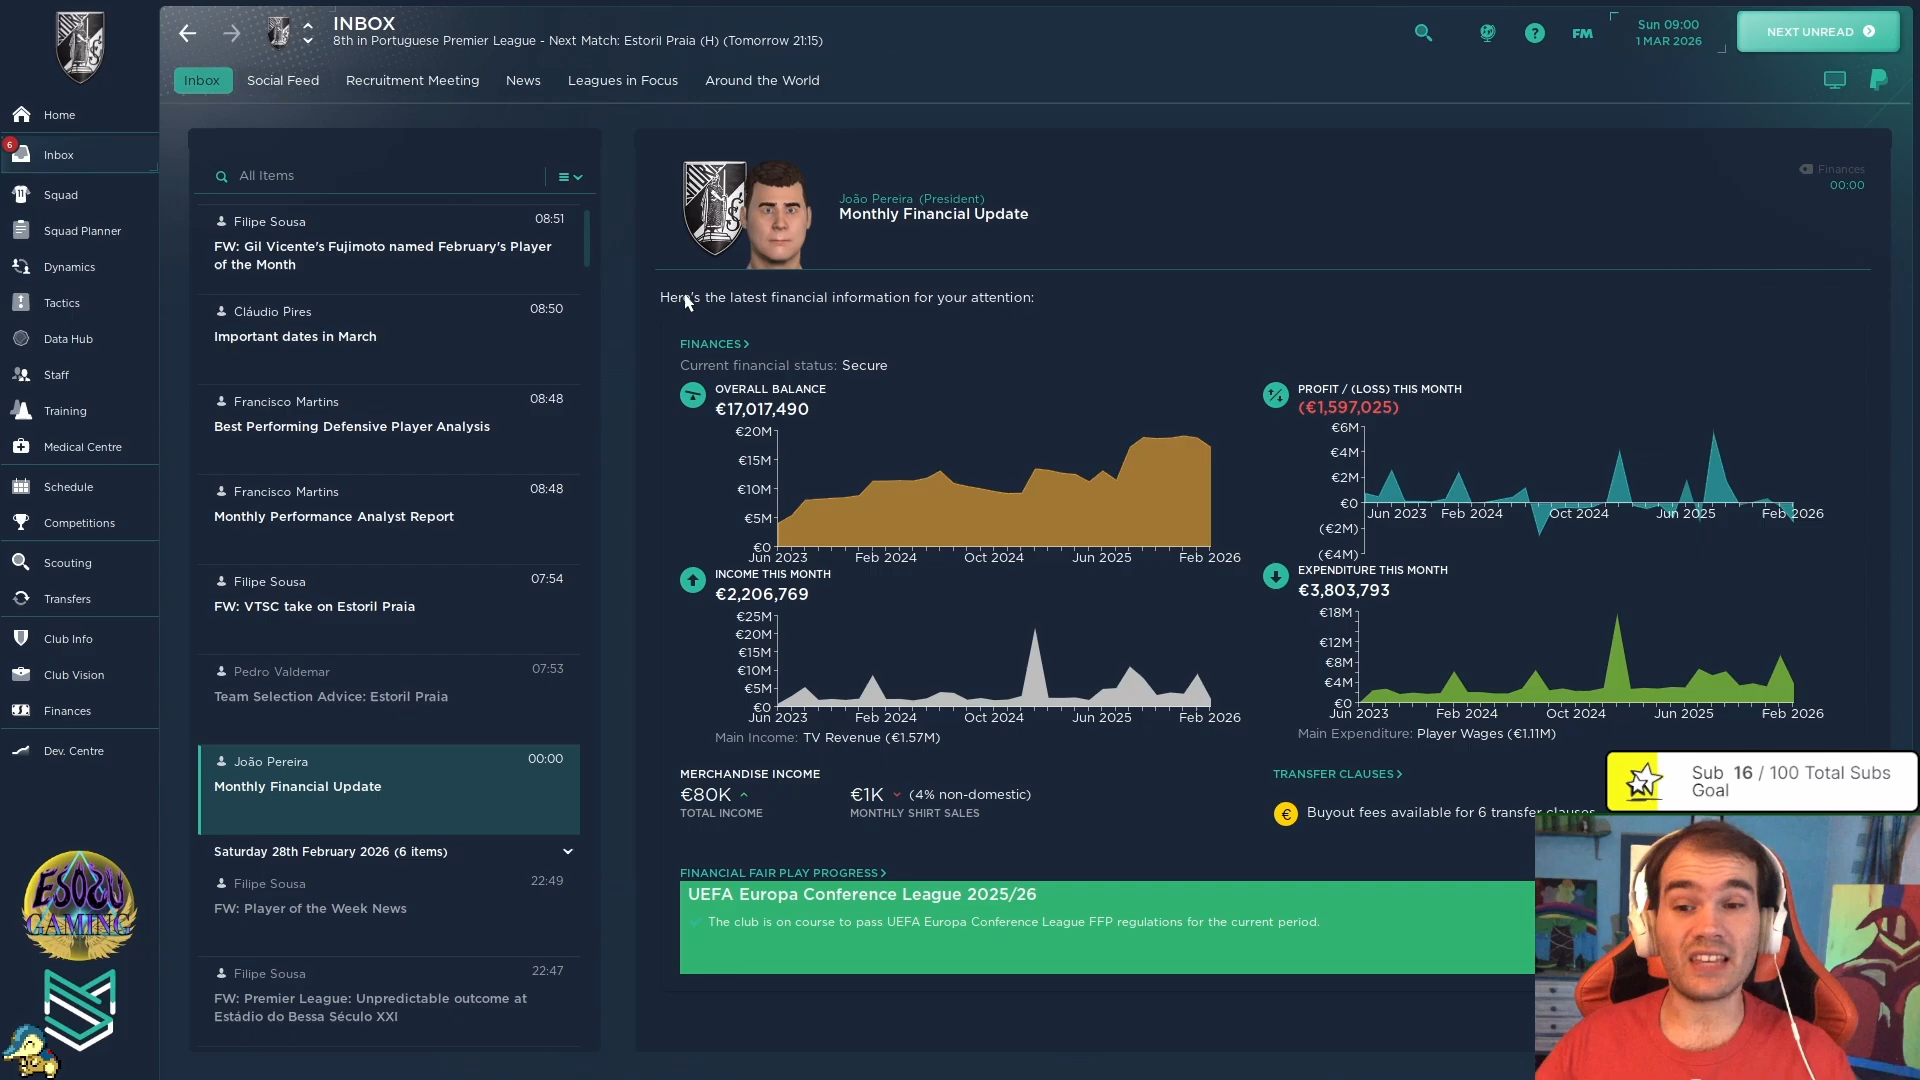 INBOX
8th in Portuguese Premier League - Next Match: Estoril Praia (H) (Tomorrow 21:15)
?
FM
Sun 09:00
1 MAR 2026
NEXT UNREAD
Inbox
Social Feed
Recruitment Meeting
News
Leagues in Focus
Around the World
Home
6
Inbox
Squad
Squad Planner
Dynamics
Tactics
Data Hub
Staff
Training
Medical Centre
Schedule
Competitions
Scouting
Transfers
Club Info
Club Vision
Finances
Dev. Centre
ESOSU
GAMING
All Items
Filipe Sousa
08:51
FW: Gil Vicente's Fujimoto named February's Player
of the Month
Cláudio Pires
08:50
Important dates in March
Francisco Martins
08:48
Best Performing Defensive Player Analysis
Francisco Martins
08:48
Monthly Performance Analyst Report
Filipe Sousa
07:54
FW: VTSC take on Estoril Praia
Pedro Valdemar
07:53
Team Selection Advice: Estoril Praia
João Pereira
00:00
Monthly Financial Update
Saturday 28th February 2026 (6 items)
Filipe Sousa
22:49
FW: Player of the Week News
Filipe Sousa
22:47
FW: Premier League: Unpredictable outcome at
Estádio do Bessa Século XXI
João Pereira (President)
Monthly Financial Update
Finances
00:00
Here's the latest financial information for your attention:
FINANCES >
Current financial status: Secure
OVERALL BALANCE
€17,017,490
€20M
€15M
€10M
€5M
€0
Jun 2023
Feb 2024
Oct 2024
Jun 2025
Feb 2026
PROFIT / (LOSS) THIS MONTH
(€1,597,025)
€6M
€4M
€2M
€0
(€2M)
(€4M)
Jun 2023
Feb 2024
Oct 2024
Jun 2025
Feb 2026
INCOME THIS MONTH
€2,206,769
€25M
€20M
€15M
€10M
€5M
€0
Jun 2023
Feb 2024
Oct 2024
Jun 2025
Feb 2026
Main Income: TV Revenue (€1.57M)
EXPENDITURE THIS MONTH
€3,803,793
€18M
€12M
€8M
€4M
€0
Jun 2023
Feb 2024
Oct 2024
Jun 2025
Feb 2026
Main Expenditure: Player Wages (€1.11M)
MERCHANDISE INCOME
€80K
TOTAL INCOME
€1K (4% non-domestic)
MONTHLY SHIRT SALES
TRANSFER CLAUSES >
€ Buyout fees available for 6 transfer clauses
FINANCIAL FAIR PLAY PROGRESS >
UEFA Europa Conference League 2025/26
The club is on course to pass UEFA Europa Conference League FFP regulations for the current period.
Sub 16 / 100 Total Subs
Goal